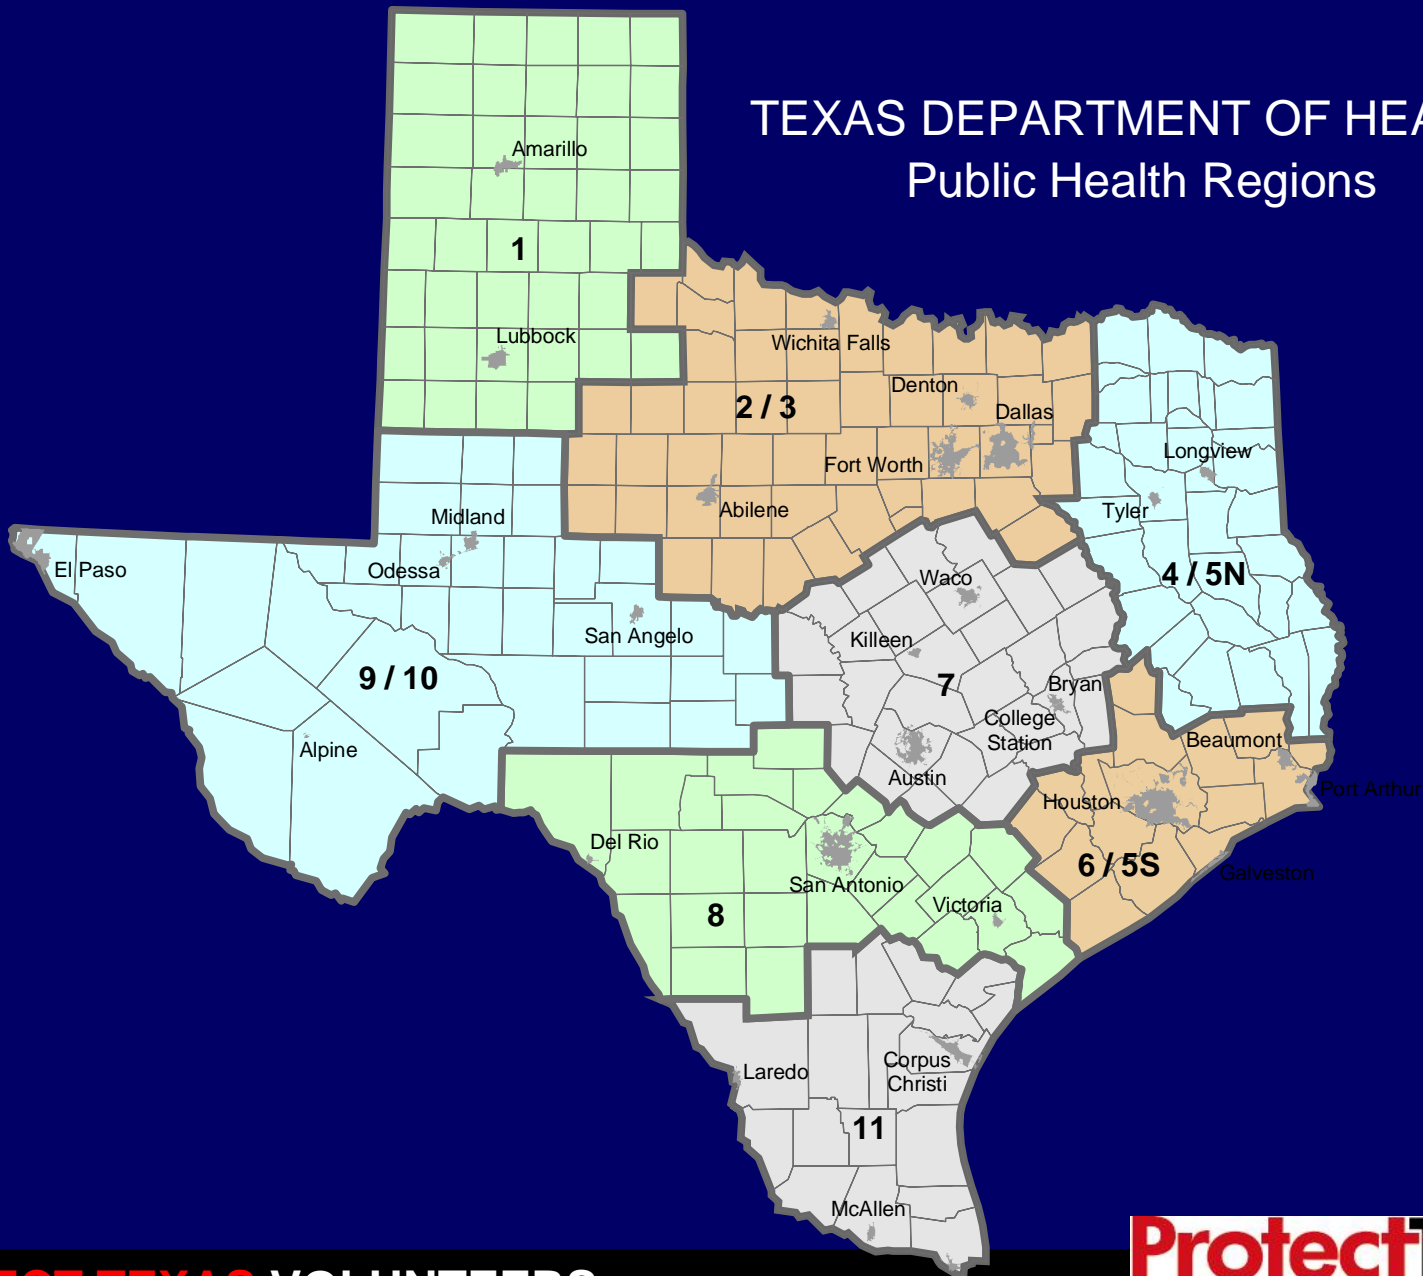 TEXAS DEPARTMENT OF HEA
Public Health Regions
Amarillo
1
Lubbock
Wichita Falls
Denton
2 / 3
Dallas
Longview
Fort Worth
Abilene
Tyler
Midland
El Paso
Odessa
Waco
4 / 5N
San Angelo
Killeen
9 / 10
7
Bryan
College
Station
Alpine
Beaumont
Austin
Port Arthur
Houston
Del Rio
6 / 5S
Galveston
San Antonio
Victoria
8
Laredo
Corpus
Christi
11
McAllen
Protect
TEXAS VOLUNTEERS